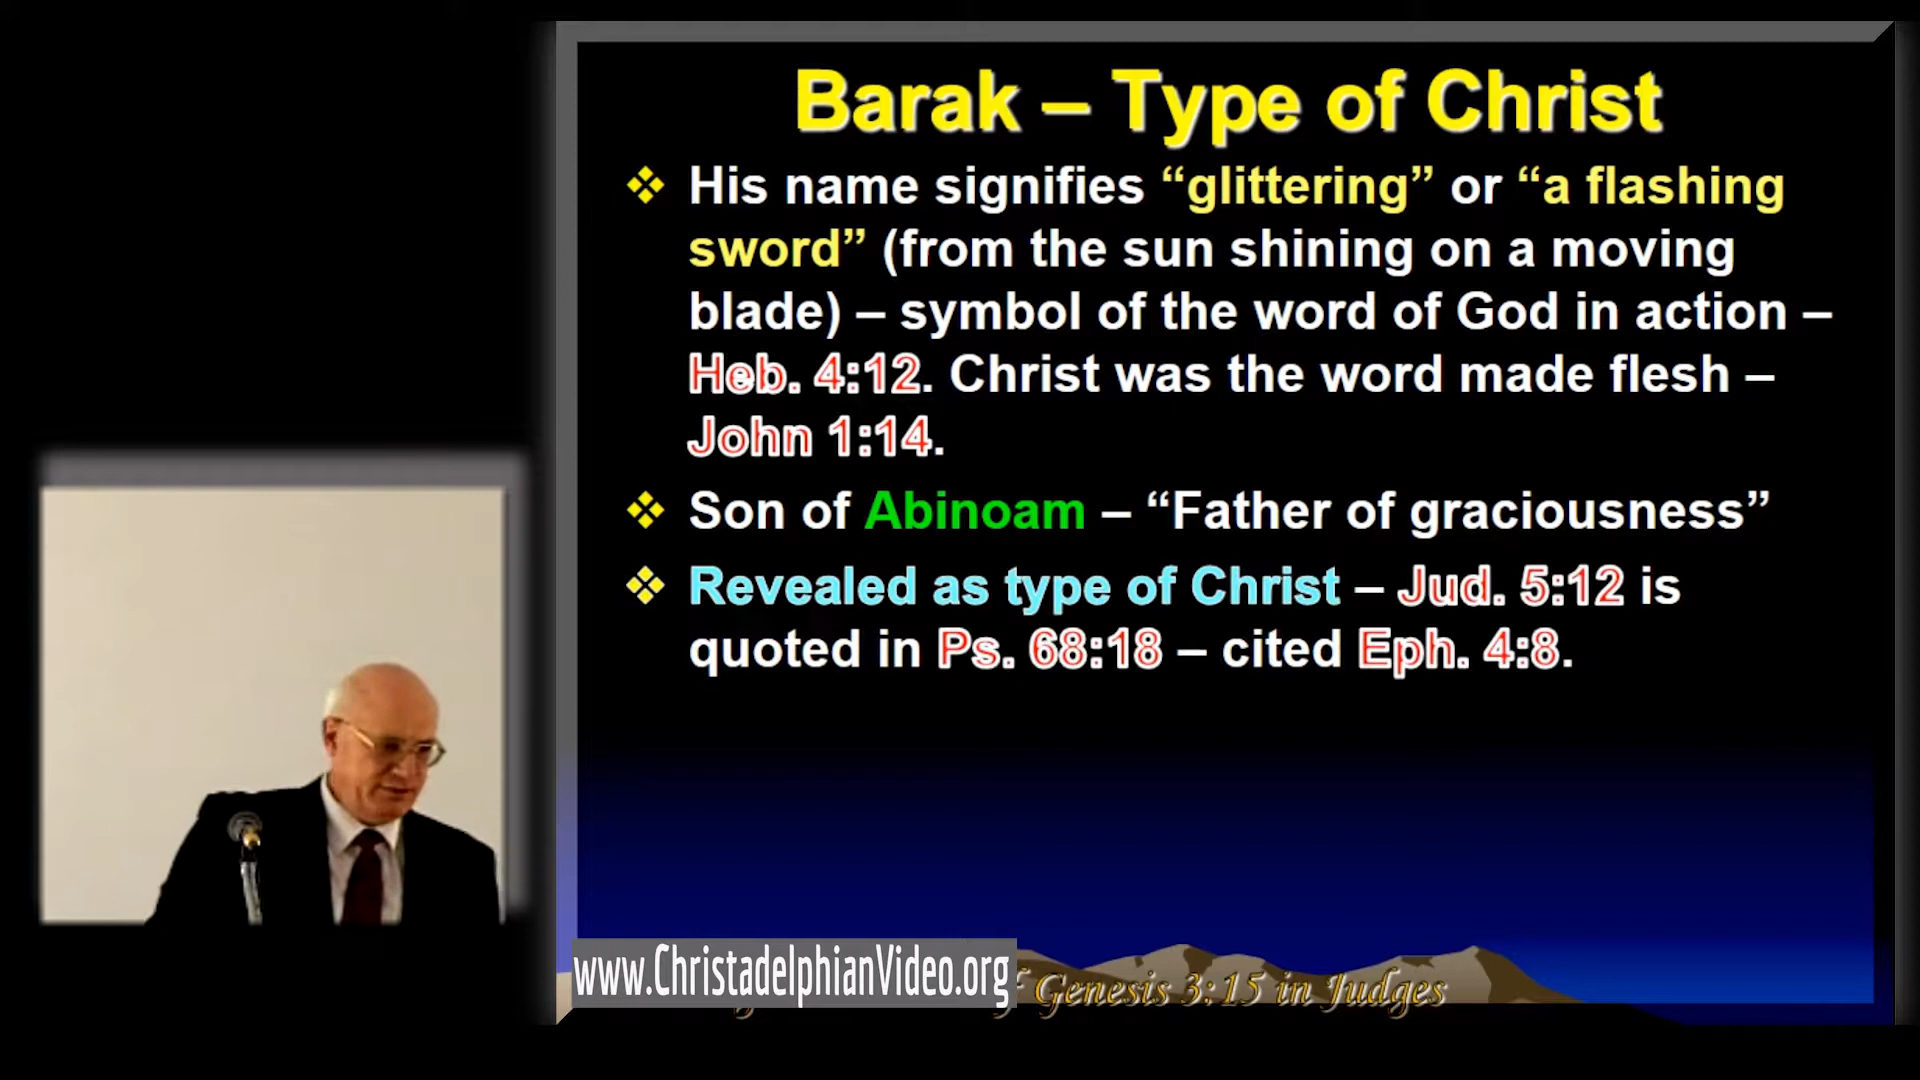 Barak – Type of Christ
❖ His name signifies “glittering” or “a flashing
sword” (from the sun shining on a moving
blade) – symbol of the word of God in action –
Heb. 4:12. Christ was the word made flesh –
John 1:14.
❖ Son of Abinoam – “Father of graciousness”
❖ Revealed as type of Christ – Jud. 5:12 is
quoted in Ps. 68:18 – cited Eph. 4:8.
www.ChristadelphianVideo.org
Genesis 3:15 in Judges